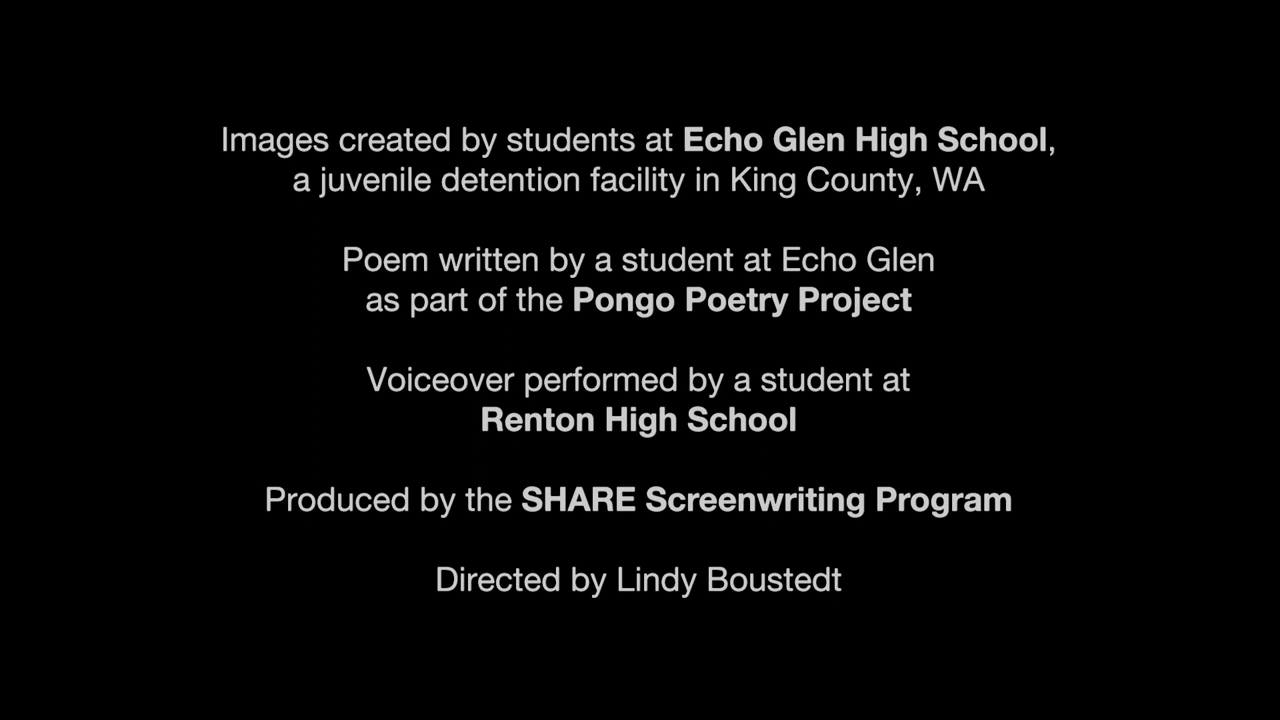 Images created by students at Echo Glen High School,
a juvenile detention facility in King County, WA
Poem written by a student at Echo Glen
as part of the Pongo Poetry Project
Voiceover performed by a student at
Renton High School
Produced by the SHARE Screenwriting Program
Directed by Lindy Boustedt